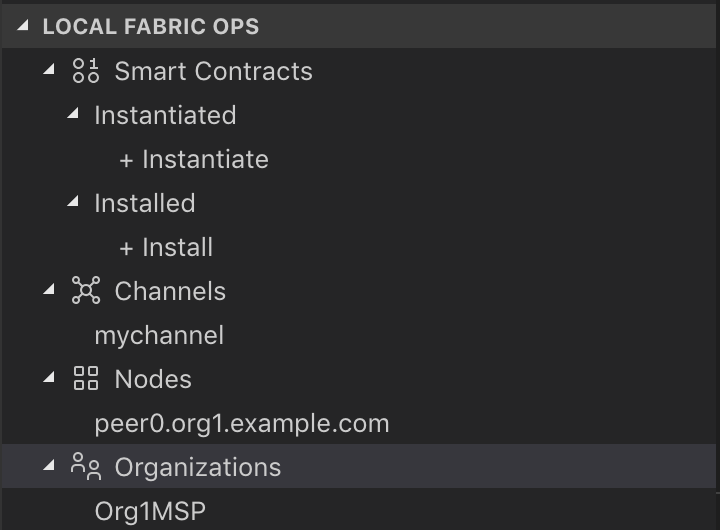 LOCAL FABRIC OPS
Smart Contracts
Instantiated
+ Instantiate
Installed
+ Install
Channels
mychannel
Nodes
peer0.org1.example.com
Organizations
Org1MSP